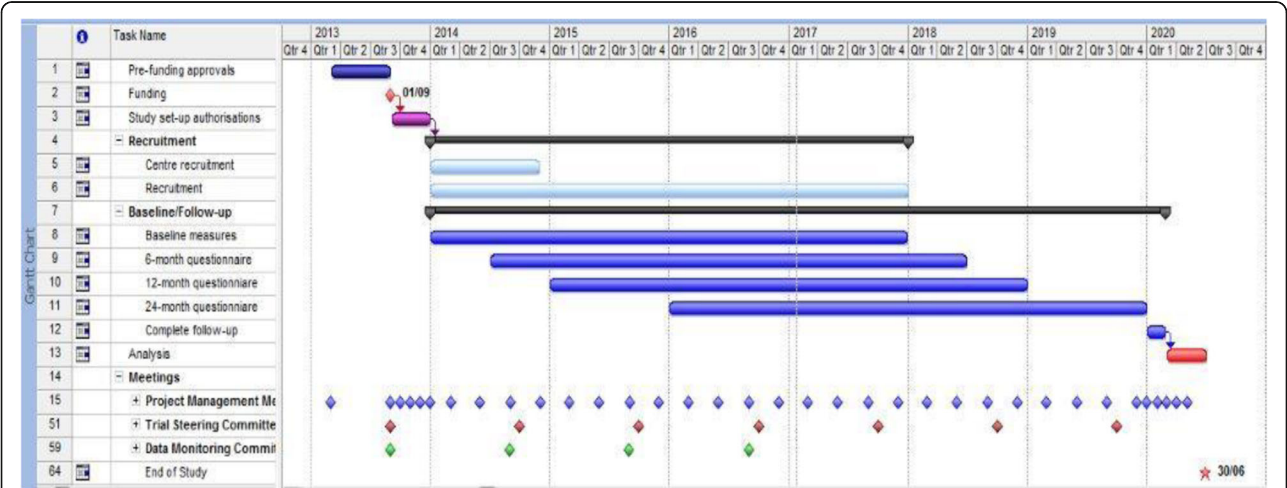 Task Name 2013 2014 2015 2016 2017 2018 2019 2020
Qtr 4 Qtr 1 Qtr 2 Qtr 3 Qtr 4 Qtr 1 Qtr 2 Qtr 3 Qtr 4 Qtr 1 Qtr 2 Qtr 3 Qtr 4 Qtr 1 Qtr 2 Qtr 3 Qtr 4 Qtr 1 Qtr 2 Qtr 3 Qtr 4 Qtr 1 Qtr 2 Qtr 3 Qtr 4 Qtr 1 Qtr 2 Qtr 3 Qtr 4 Qtr 1 Qtr 2 Qtr 3 Qtr 4
1 Pre-funding approvals
2 Funding 01/09
3 Study set-up authorisations
4 Recruitment
5 Centre recruitment
6 Recruitment
7 Baseline/Follow-up
8 Baseline measures
9 6-month questionnaire
10 12-month questionniare
11 24-month questionniare
12 Complete follow-up
13 Analysis
14 Meetings
15 Project Management Me
51 Trial Steering Committe
59 Data Monitoring Commit
64 End of Study 30/06
Gantt Chart